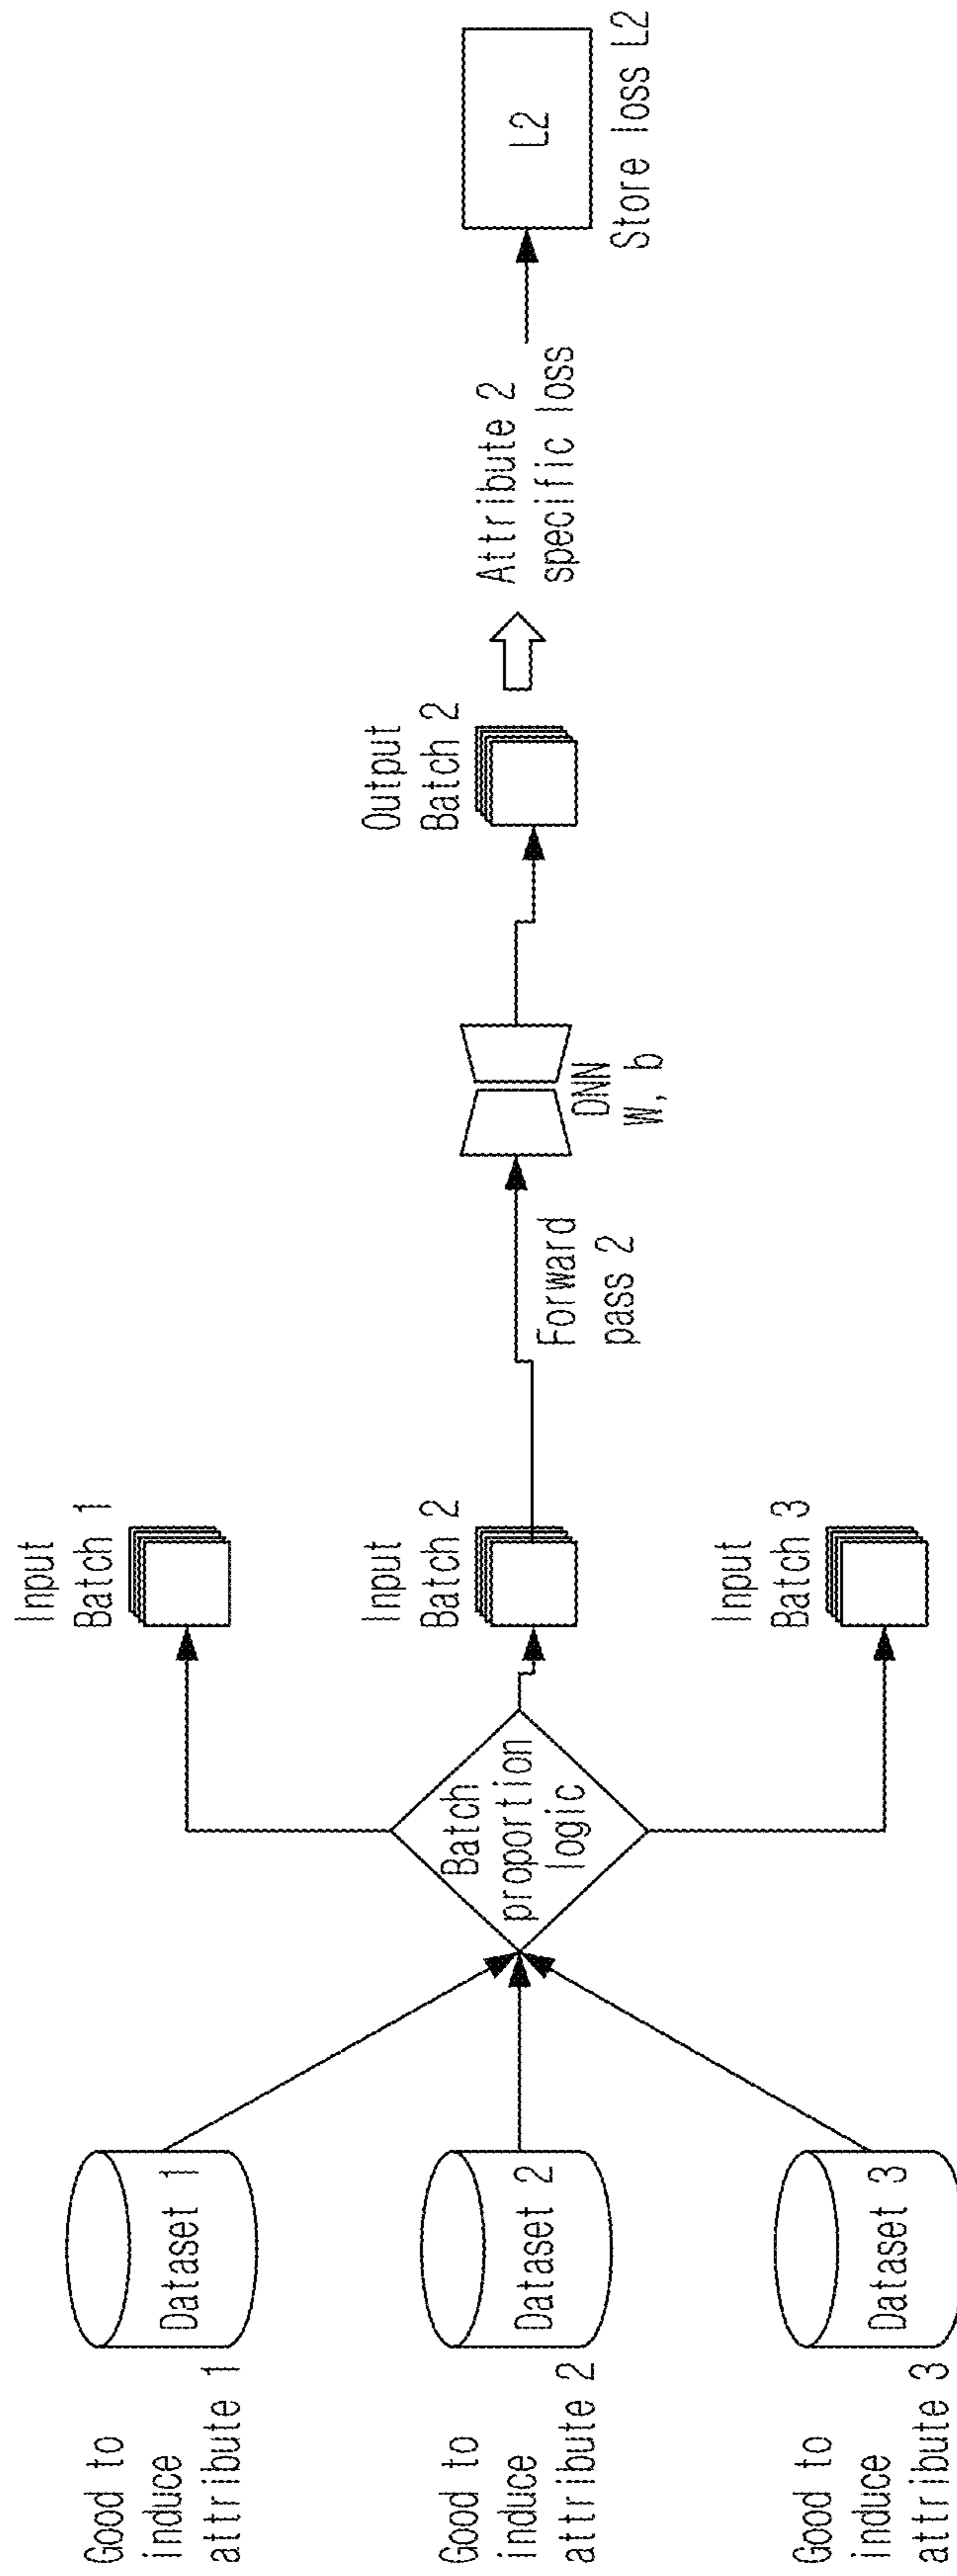 Good to
induce
attribute 1
Dataset 1
Good to
induce
attribute 2
Dataset 2
Good to
induce
attribute 3
Dataset 3
Batch
proportion
logic
Input
Batch 1
Input
Batch 2
Input
Batch 3
Forward
pass 2
DNN
W, b
Output
Batch 2
Attribute 2
specific loss
L2
Store loss L2